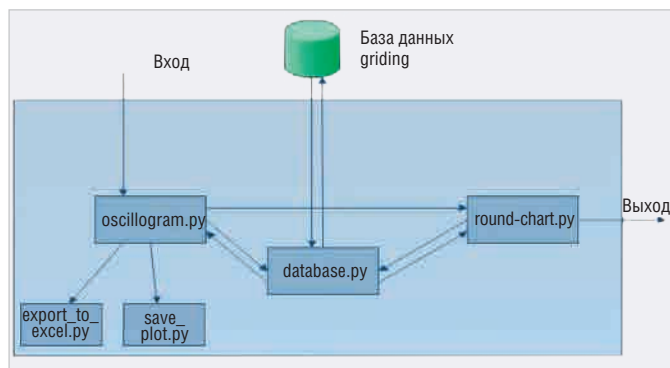 База данных
griding
Вход
oscillogram.py
round-chart.py
Выход
database.py
export_to_
excel.py
save_
plot.py